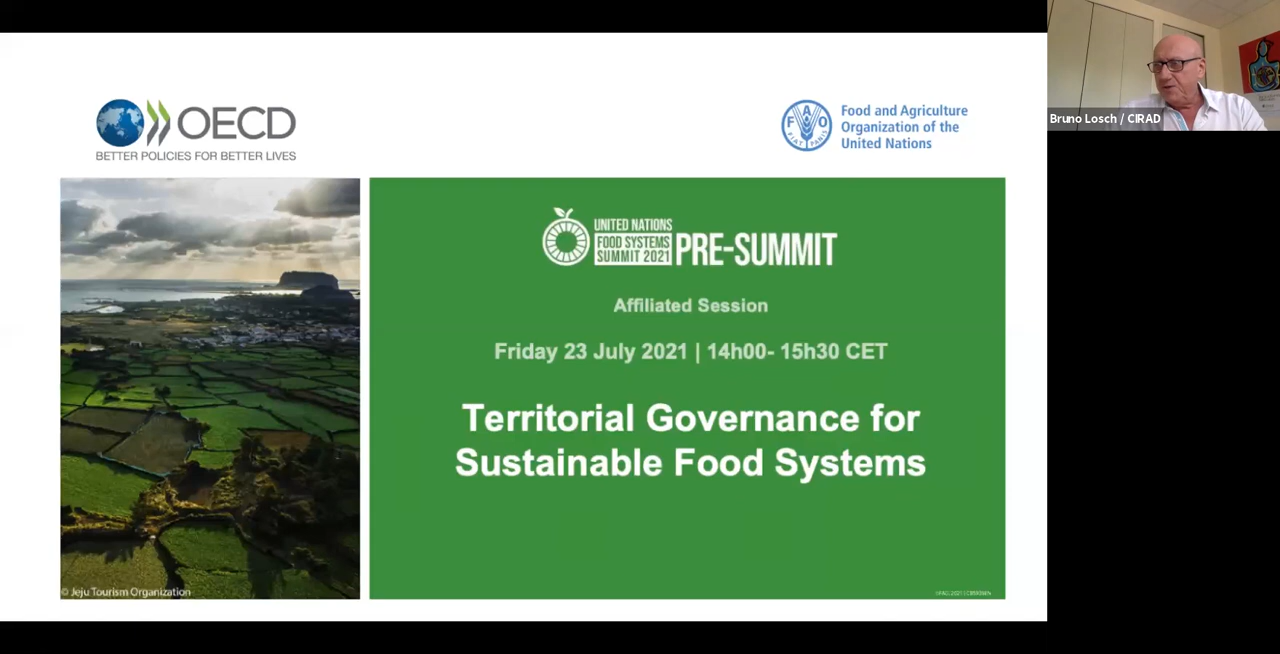 OECD
BETTER POLICIES FOR BETTER LIVES
F A O
FIAT PANIS
Food and Agriculture
Organization of the
United Nations
Bruno Losch / CIRAD
UNITED NATIONS
FOOD SYSTEMS
SUMMIT 2021
PRE-SUMMIT
Affiliated Session
Friday 23 July 2021 | 14h00- 15h30 CET
Territorial Governance for
Sustainable Food Systems
© Jeju Tourism Organization